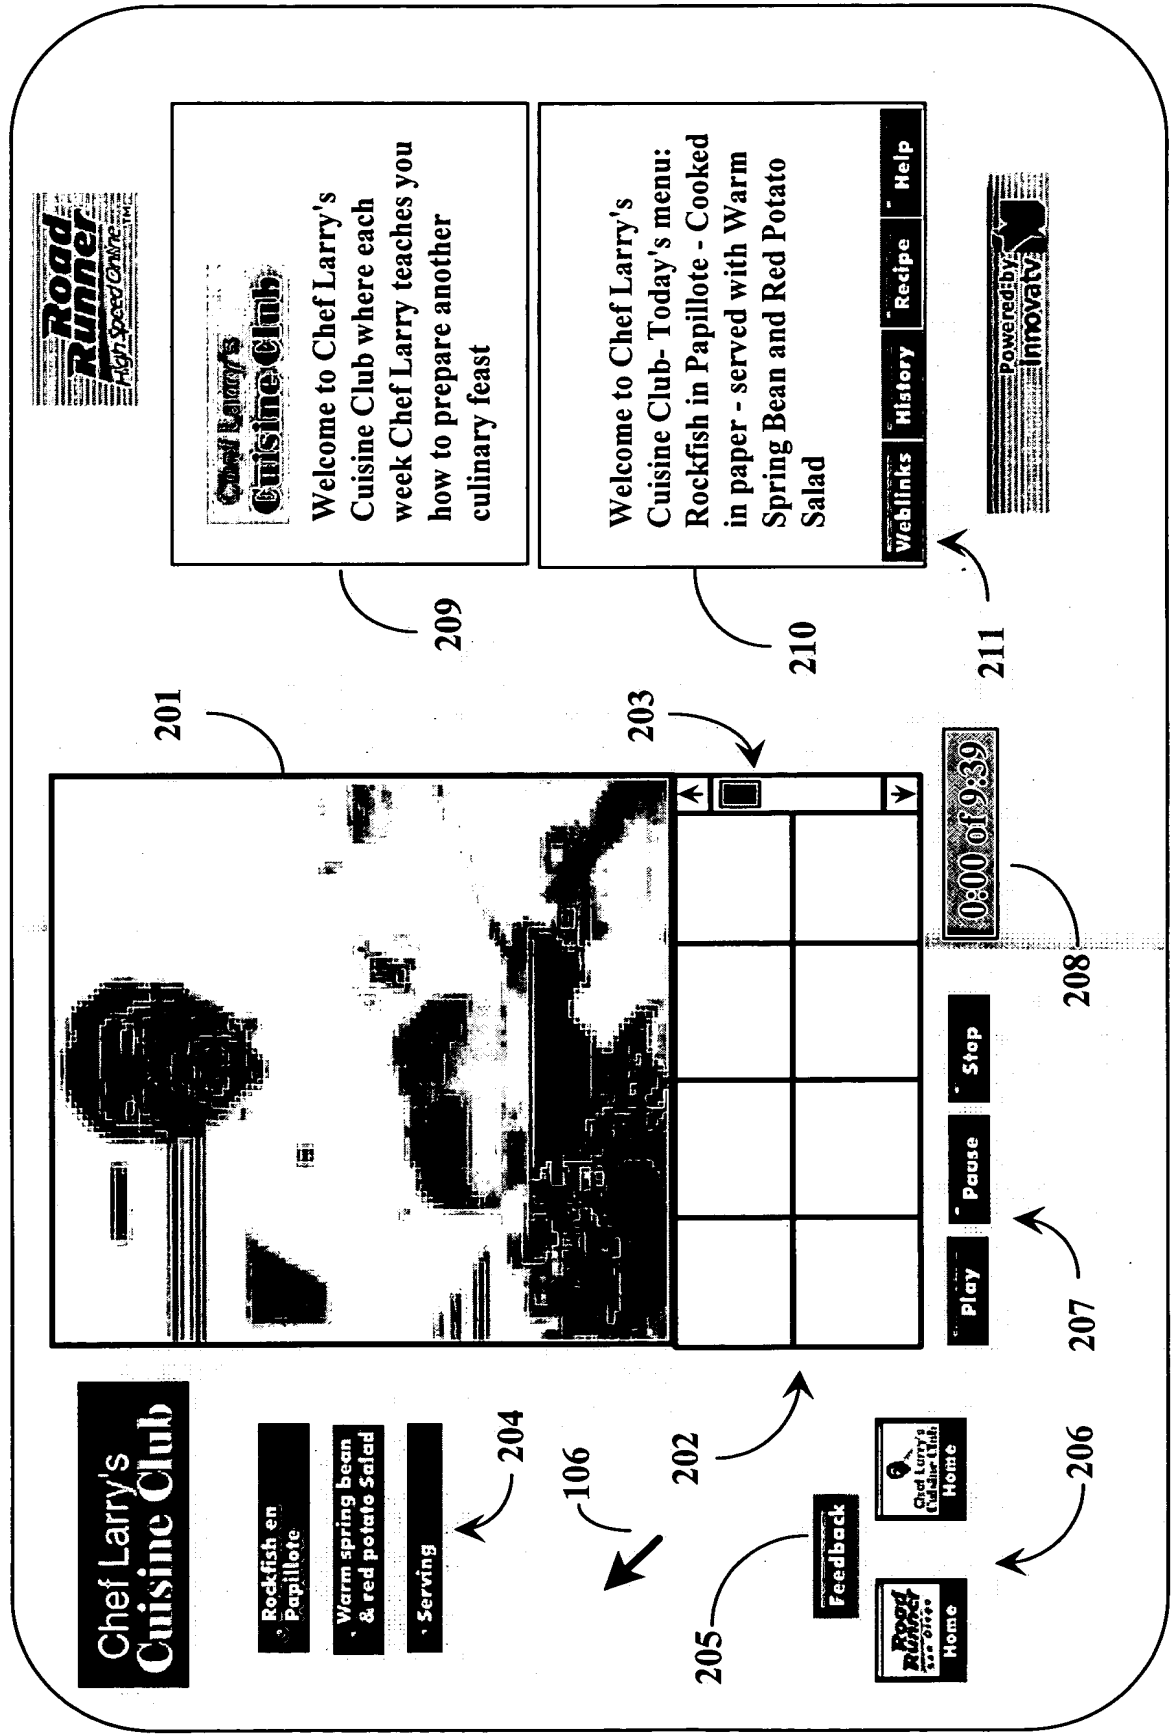 Chef Larry's
Cuisine Club
Rockfish en
Papillote
Warm spring bean
& red potato Salad
Serving
204
106
202
205
Feedback
Road
Runner
SAN DIEGO
Home
Chef Larry's
Cuisine Club
Home
206
201
203
Play
Pause
Stop
207
0:00 of 9:39
208
Road
Runner
High Speed Online™
Chef Larry's
Cuisine Club
Welcome to Chef Larry's
Cuisine Club where each
week Chef Larry teaches you
how to prepare another
culinary feast
209
Welcome to Chef Larry's
Cuisine Club- Today's menu:
Rockfish in Papillote - Cooked
in paper - served with Warm
Spring Bean and Red Potato
Salad
210
Weblinks
History
Recipe
Help
211
Powered by
innovatv